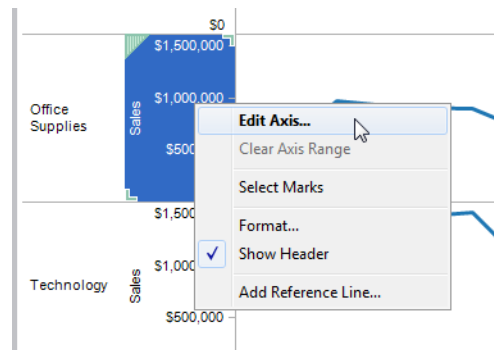 $0
$1,500,000
$1,000,000
Office
Supplies
Sales
$500
Edit Axis...
Clear Axis Range
Select Marks
Format...
Show Header
Add Reference Line...
$1,500
$1,000
Technology
Sales
$500,000